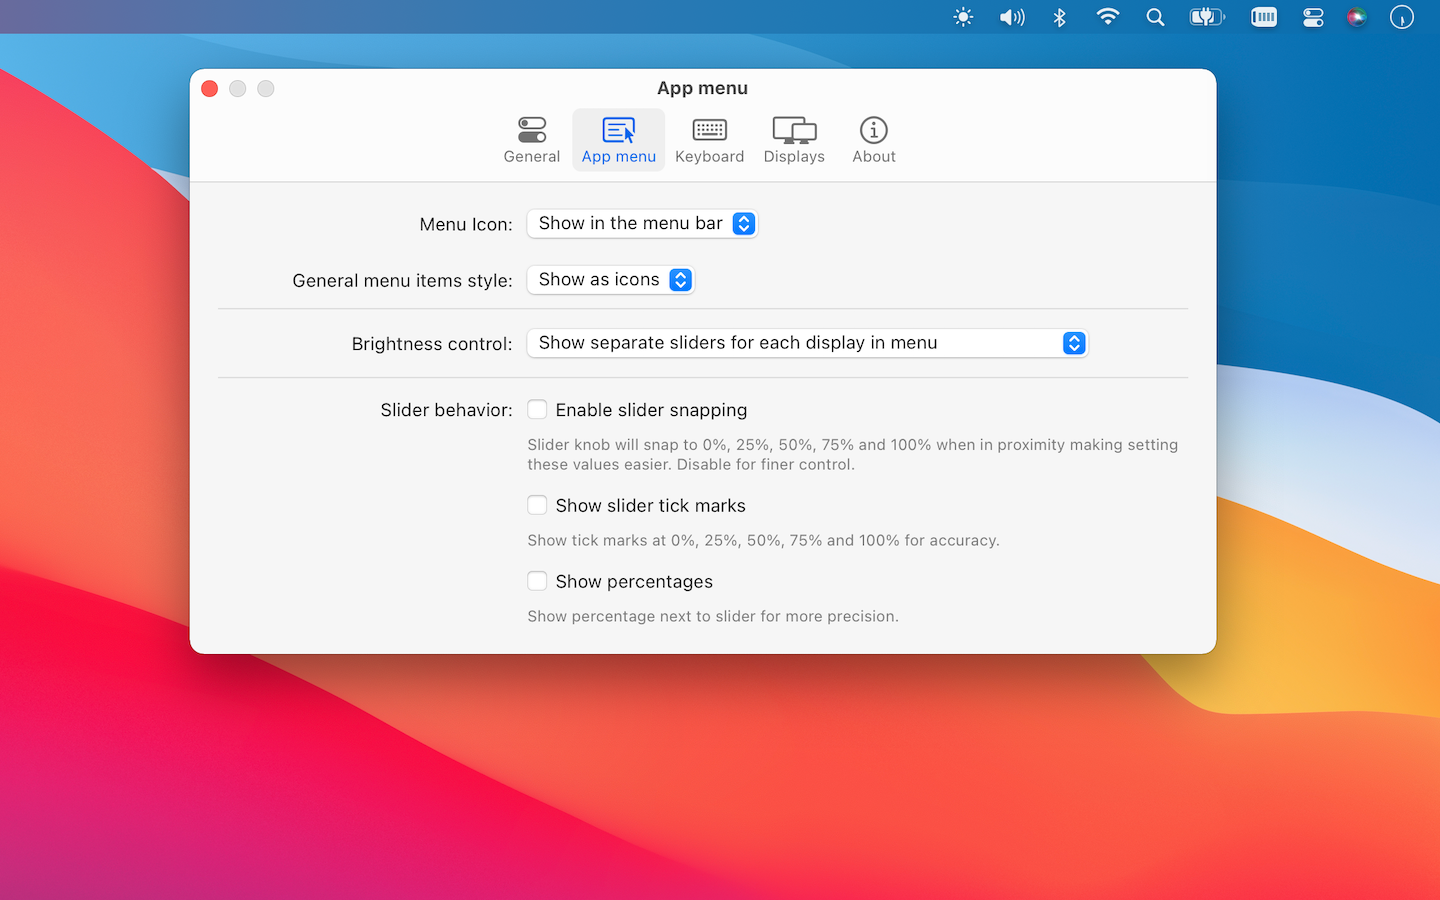 App menu
General
App menu
Keyboard
Displays
About
Menu Icon:
Show in the menu bar
General menu items style:
Show as icons
Brightness control:
Show separate sliders for each display in menu
Slider behavior:
Enable slider snapping
Slider knob will snap to 0%, 25%, 50%, 75% and 100% when in proximity making setting
these values easier. Disable for finer control.
Show slider tick marks
Show tick marks at 0%, 25%, 50%, 75% and 100% for accuracy.
Show percentages
Show percentage next to slider for more precision.